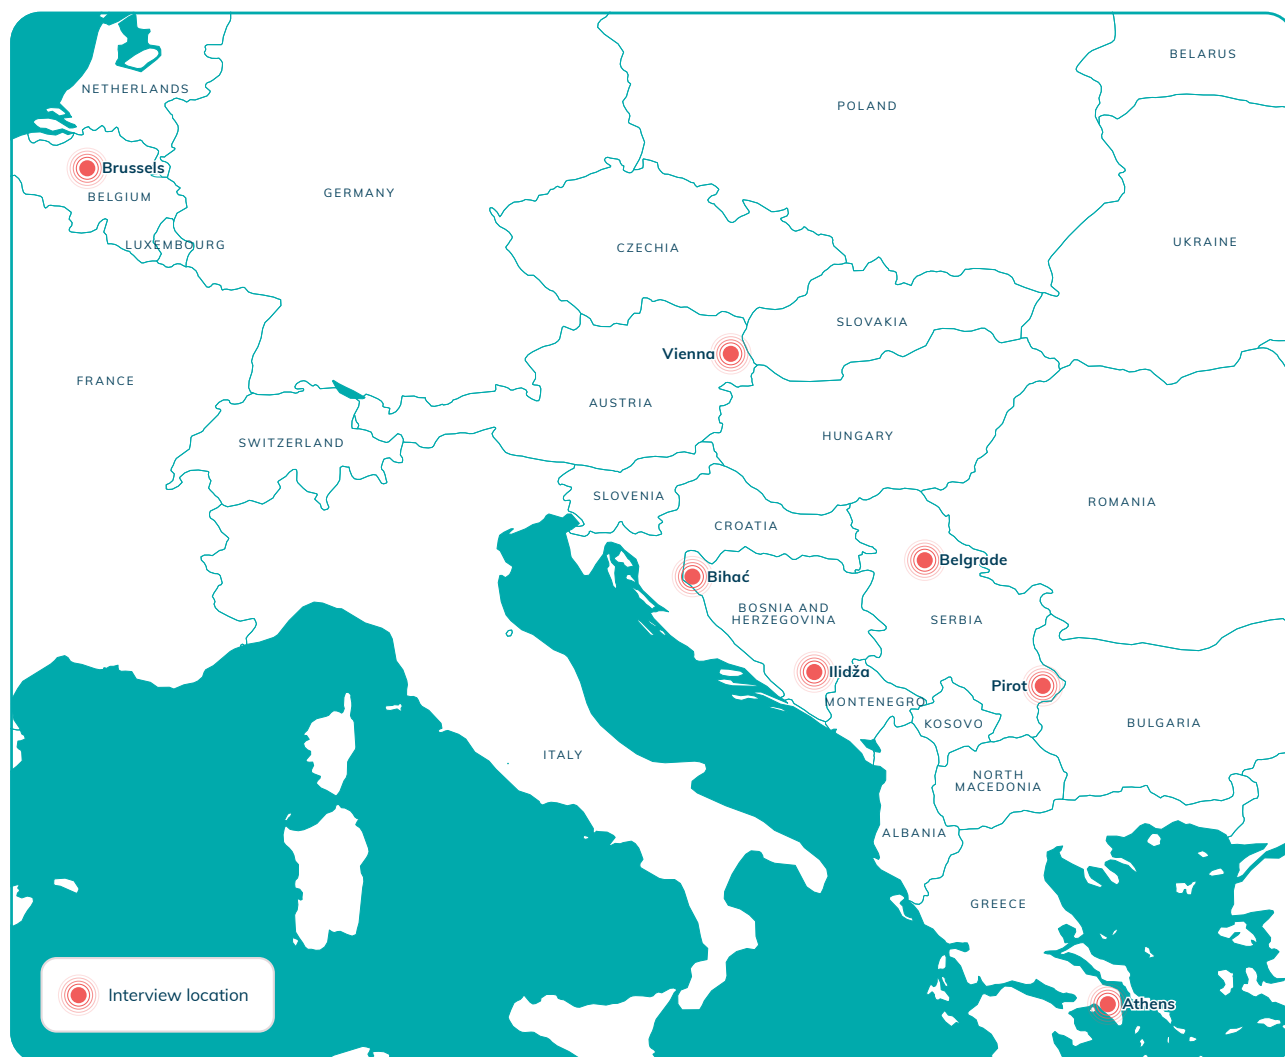 BELARUS
NETHERLANDS
POLAND
Brussels
BELGIUM
GERMANY
LUXEMBOURG
CZECHIA
UKRAINE
SLOVAKIA
Vienna
FRANCE
AUSTRIA
SWITZERLAND
HUNGARY
SLOVENIA
ROMANIA
CROATIA
Belgrade
Bihać
BOSNIA AND
HERZEGOVINA
SERBIA
Ilidža
Pirot
MONTENEGRO
KOSOVO
BULGARIA
ITALY
NORTH
MACEDONIA
ALBANIA
GREECE
Interview location
Athens